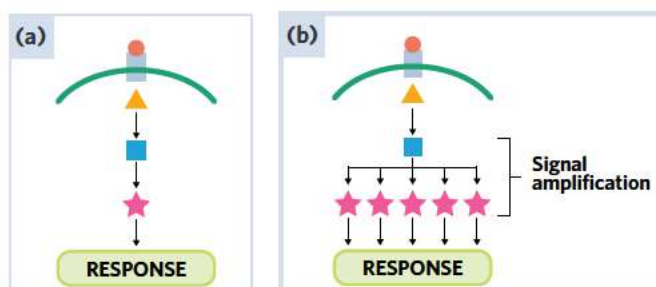 (a)
RESPONSE
(b)
Signal
amplification
RESPONSE